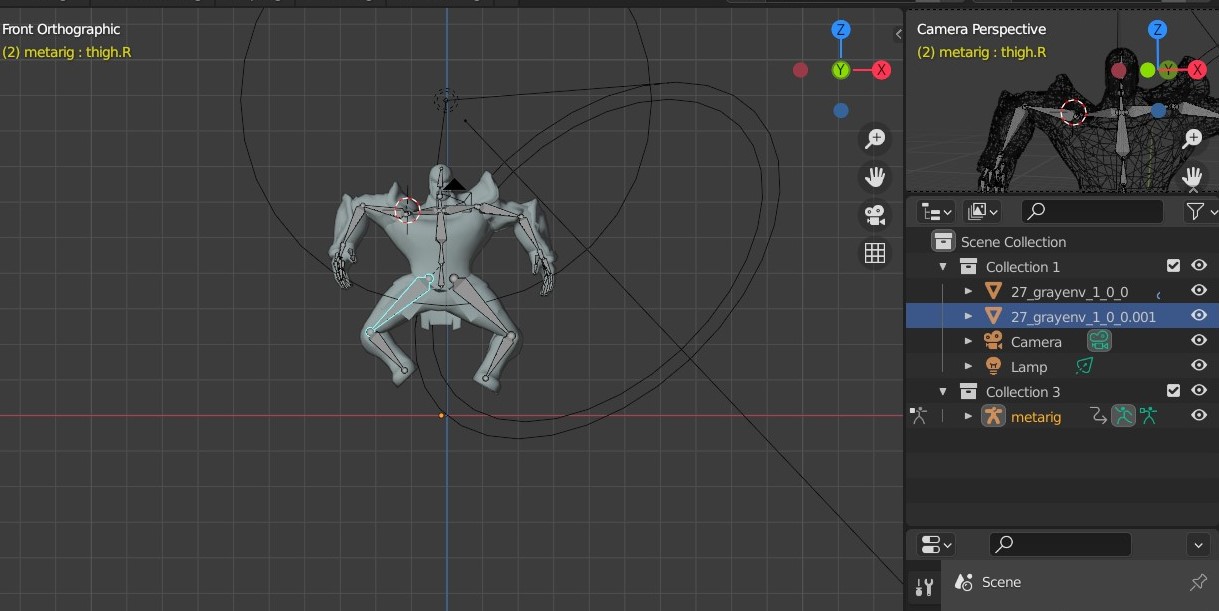 Front Orthographic
(2) metarig : thigh.R
Z
Y
X
Camera Perspective
(2) metarig : thigh.R
Z
Y
X
Scene Collection
Collection 1
27_grayenv_1_0_0
27_grayenv_1_0_0.001
Camera
Lamp
Collection 3
metarig
Scene